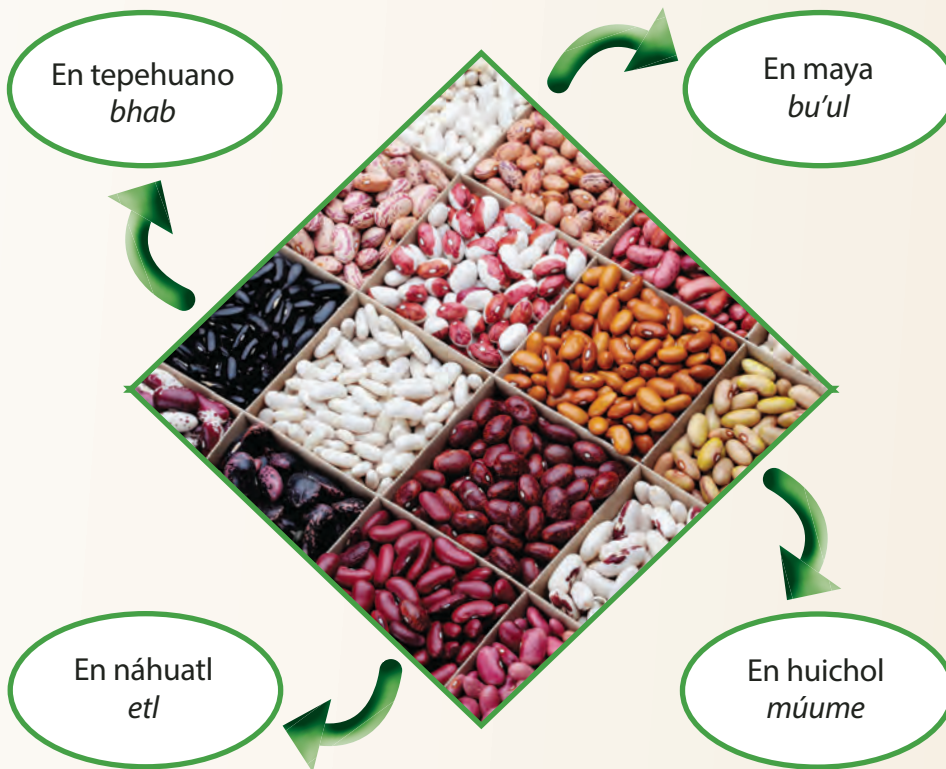 En tepehuano
bhab
En maya
bu'ul
En náhuatl
etl
En huichol
múume